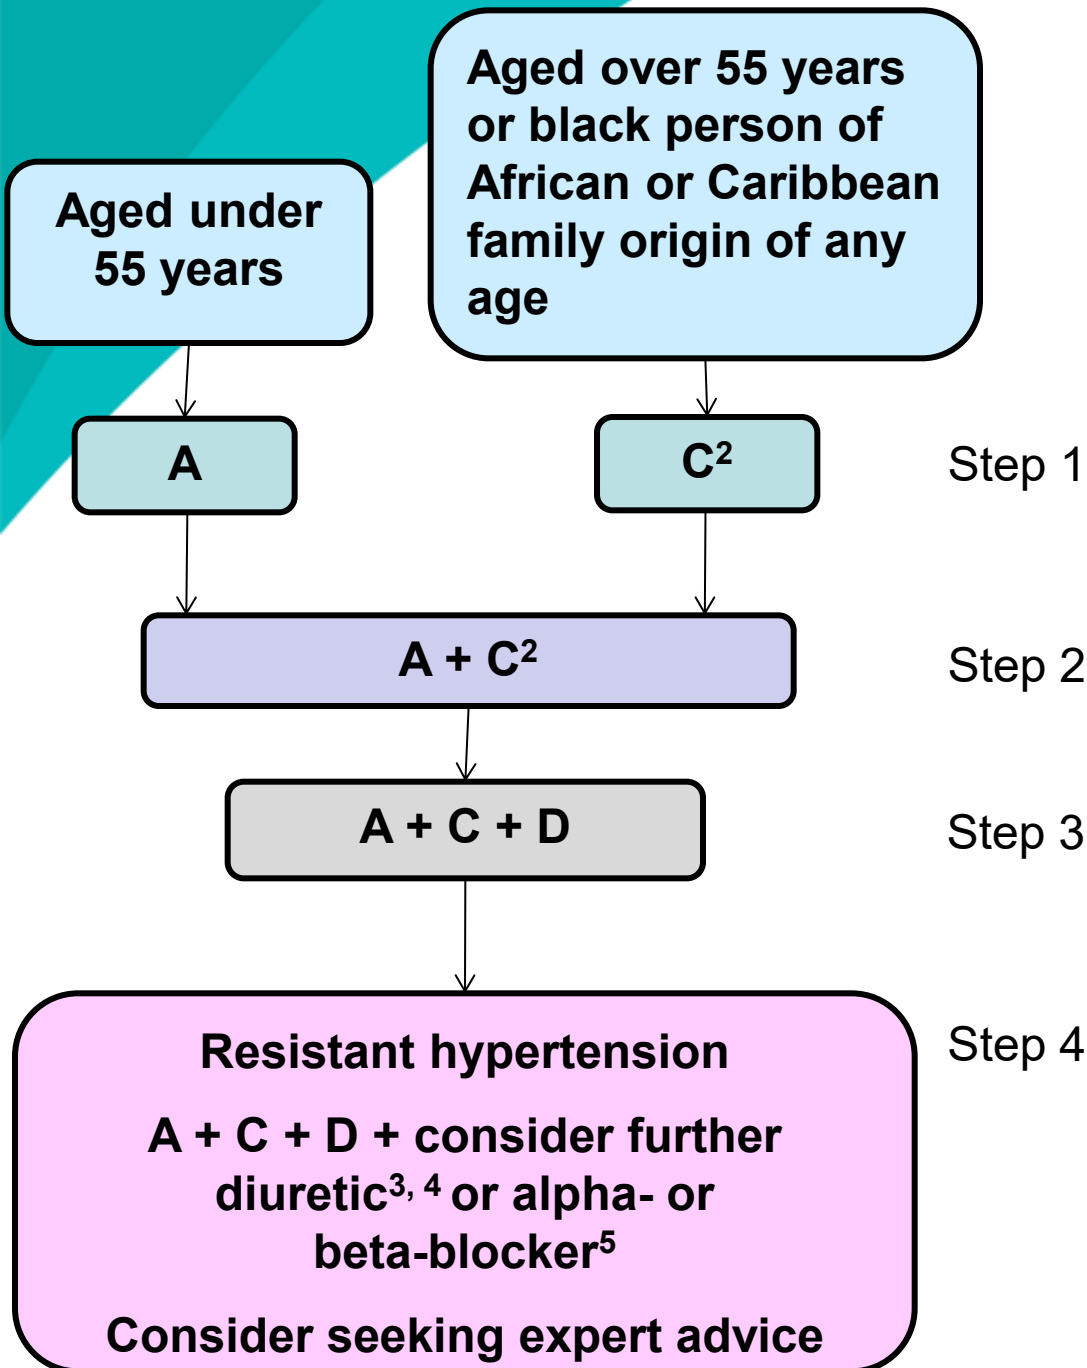 Aged over 55 years
or black person of
African or Caribbean
family origin of any
age
Aged under
55 years
A
C²
Step 1
A + C²
Step 2
A + C + D
Step 3
Resistant hypertension
Step 4
A + C + D + consider further
diuretic³, ⁴ or alpha- or
beta-blocker⁵
Consider seeking expert advice